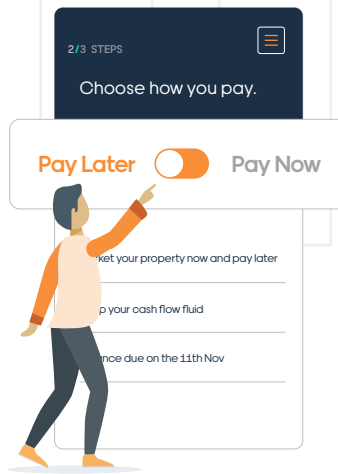 2/3 STEPS
Choose how you pay.
Pay Later Pay Now
ket your property now and pay later
p your cash flow fluid
nce due on the 11th Nov